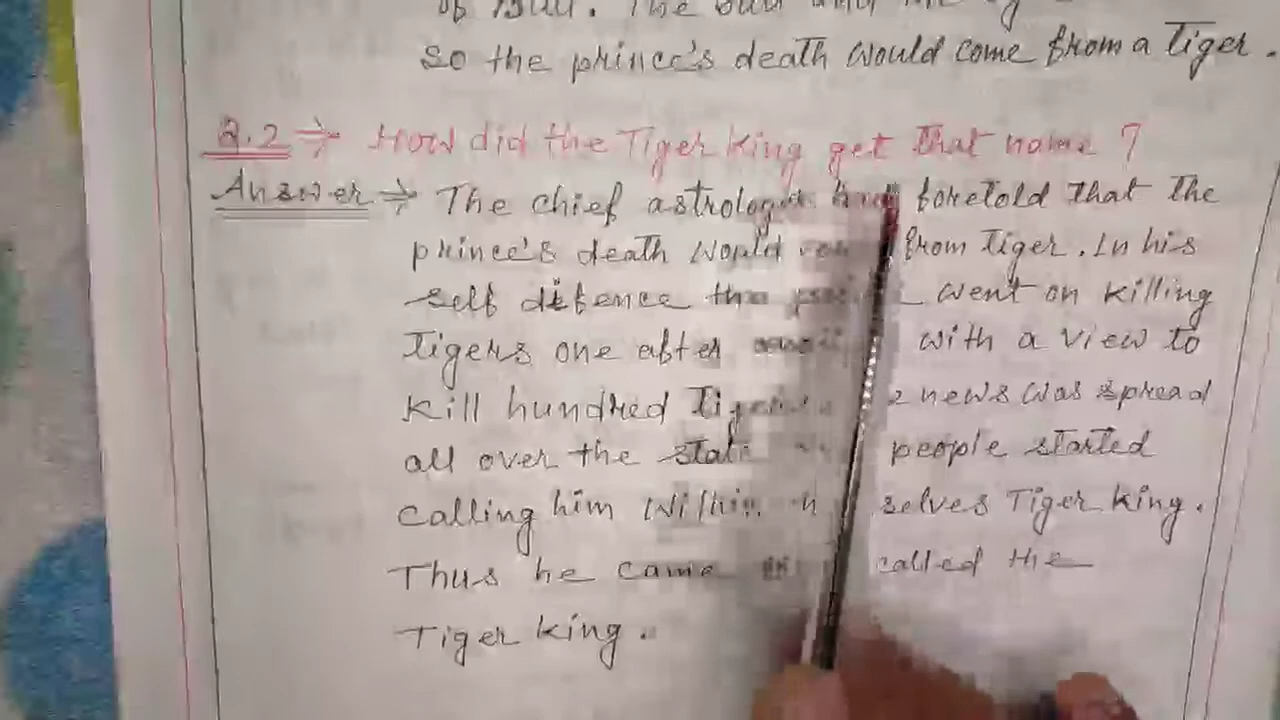 so the prince's death would come from a Tiger.
Q.2 ⇒ How did the Tiger King get that name ?
Answer ⇒ The chief astrologer had foretold that the
prince's death would from tiger. In his
self defence the went on killing
tigers one after with a view to
kill hundred news was spread
all over the people started
calling him selves Tiger King.
Thus he came called the
Tiger King.